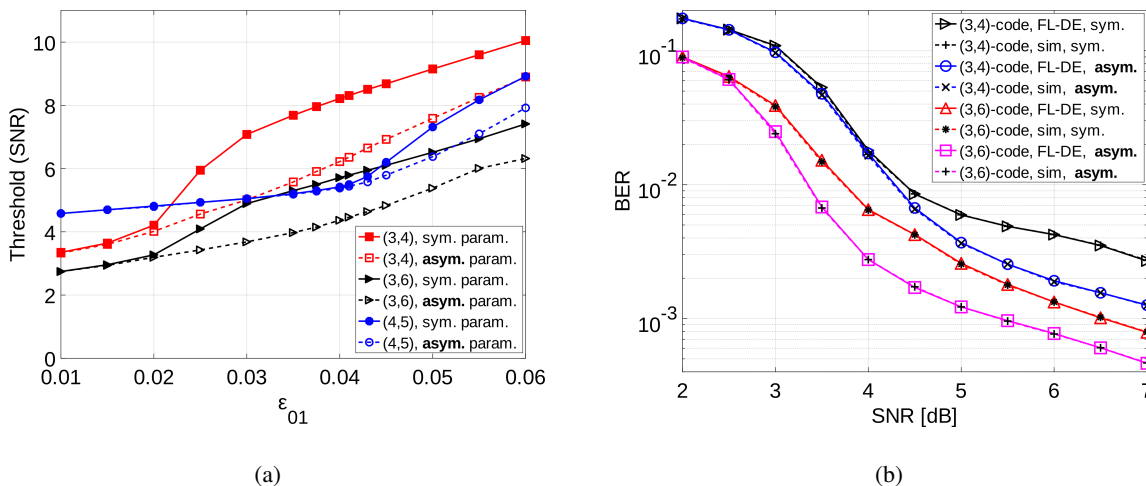 10
8
6
4
2
0
Threshold (SNR)
(3,4), sym. param.
(3,4), asym. param.
(3,6), sym. param.
(3,6), asym. param.
(4,5), sym. param.
(4,5), asym. param.
0.01 0.02 0.03 0.04 0.05 0.06
ε01
(a)
10-1
10-2
10-3
BER
(3,4)-code, FL-DE, sym.
(3,4)-code, sim, sym.
(3,4)-code, FL-DE, asym.
(3,4)-code, sim, asym.
(3,6)-code, FL-DE, sym.
(3,6)-code, sim, sym.
(3,6)-code, FL-DE, asym.
(3,6)-code, sim, asym.
2 3 4 5 6 7
SNR [dB]
(b)